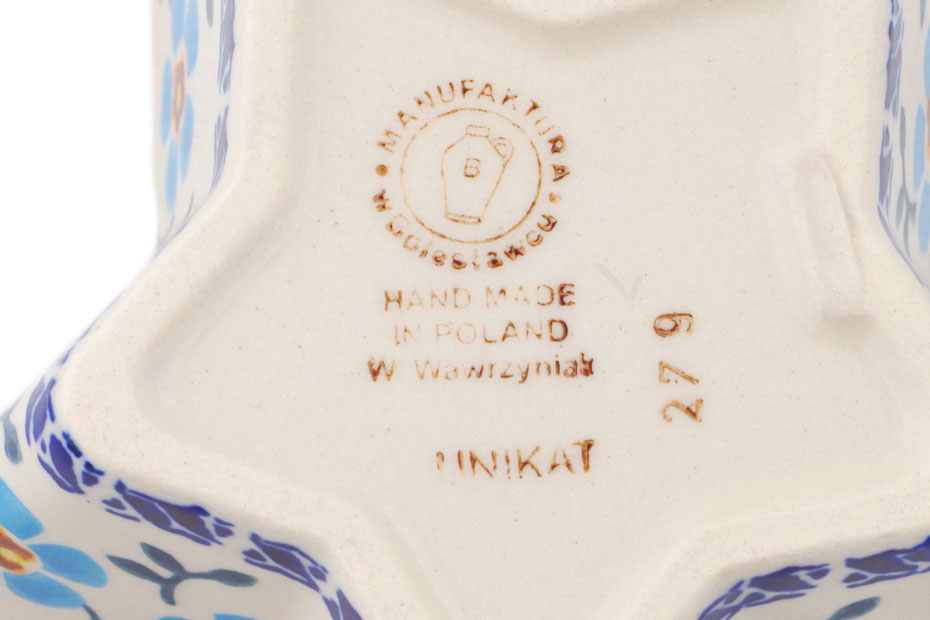 MANUFAKTURA
w Bolesławcu
B
HAND MADE
IN POLAND
W Wawrzyniak
279
UNIKAT